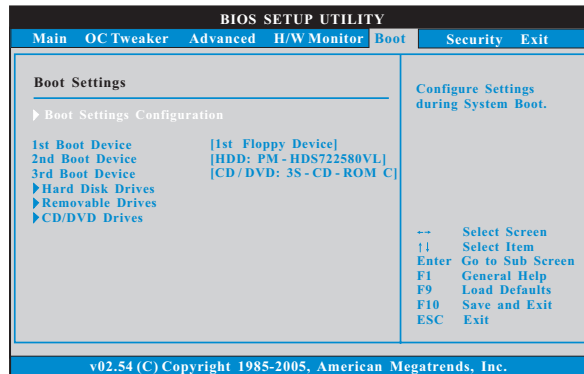 BIOS SETUP UTILITY
Main OC Tweaker Advanced H/W Monitor Boot Security Exit
Boot Settings
Boot Settings Configuration
1st Boot Device [1st Floppy Device]
2nd Boot Device [HDD: PM - HDS722580VL]
3rd Boot Device [CD / DVD: 3S - CD - ROM C]
Hard Disk Drives
Removable Drives
CD/DVD Drives
Configure Settings
during System Boot.
←→ Select Screen
↑↓ Select Item
Enter Go to Sub Screen
F1 General Help
F9 Load Defaults
F10 Save and Exit
ESC Exit
v02.54 (C) Copyright 1985-2005, American Megatrends, Inc.